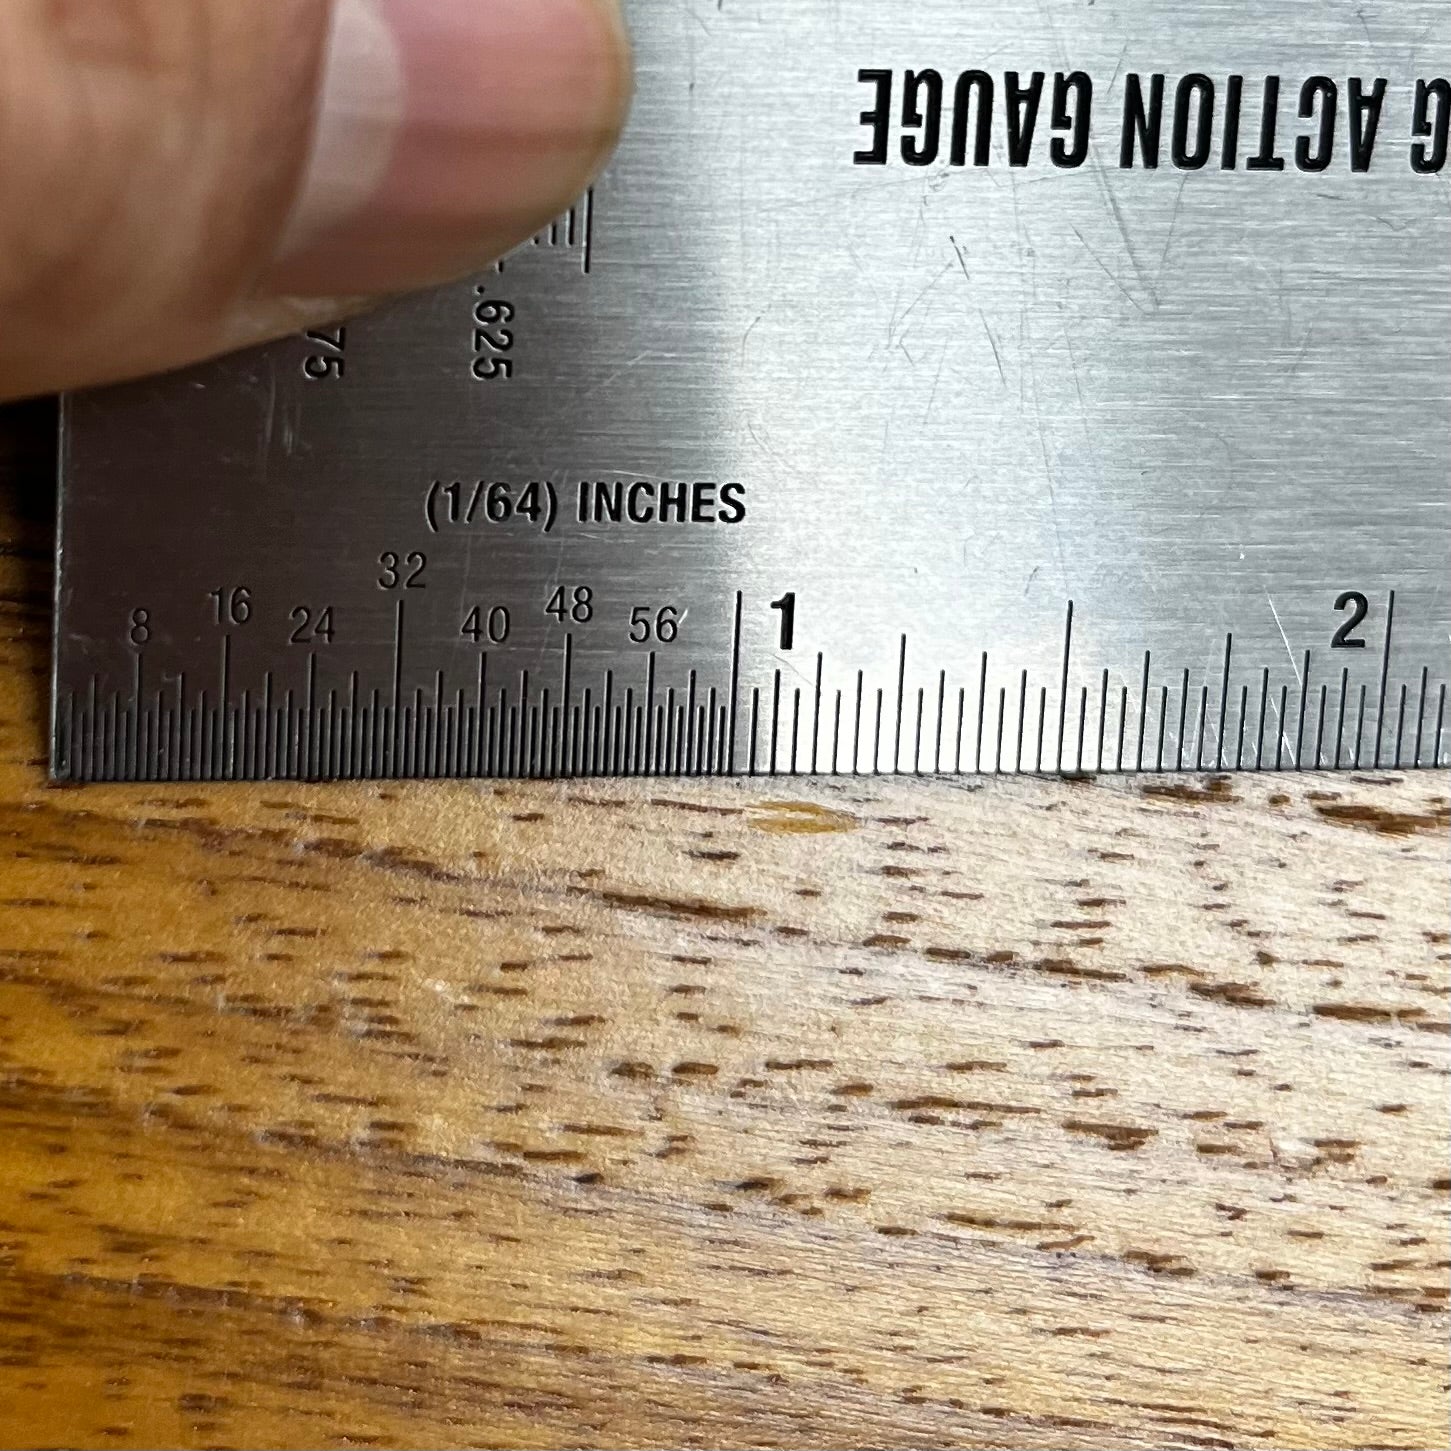 G ACTION GAUGE
75 .625
(1/64) INCHES
8 16 24 32 40 48 56 1 2